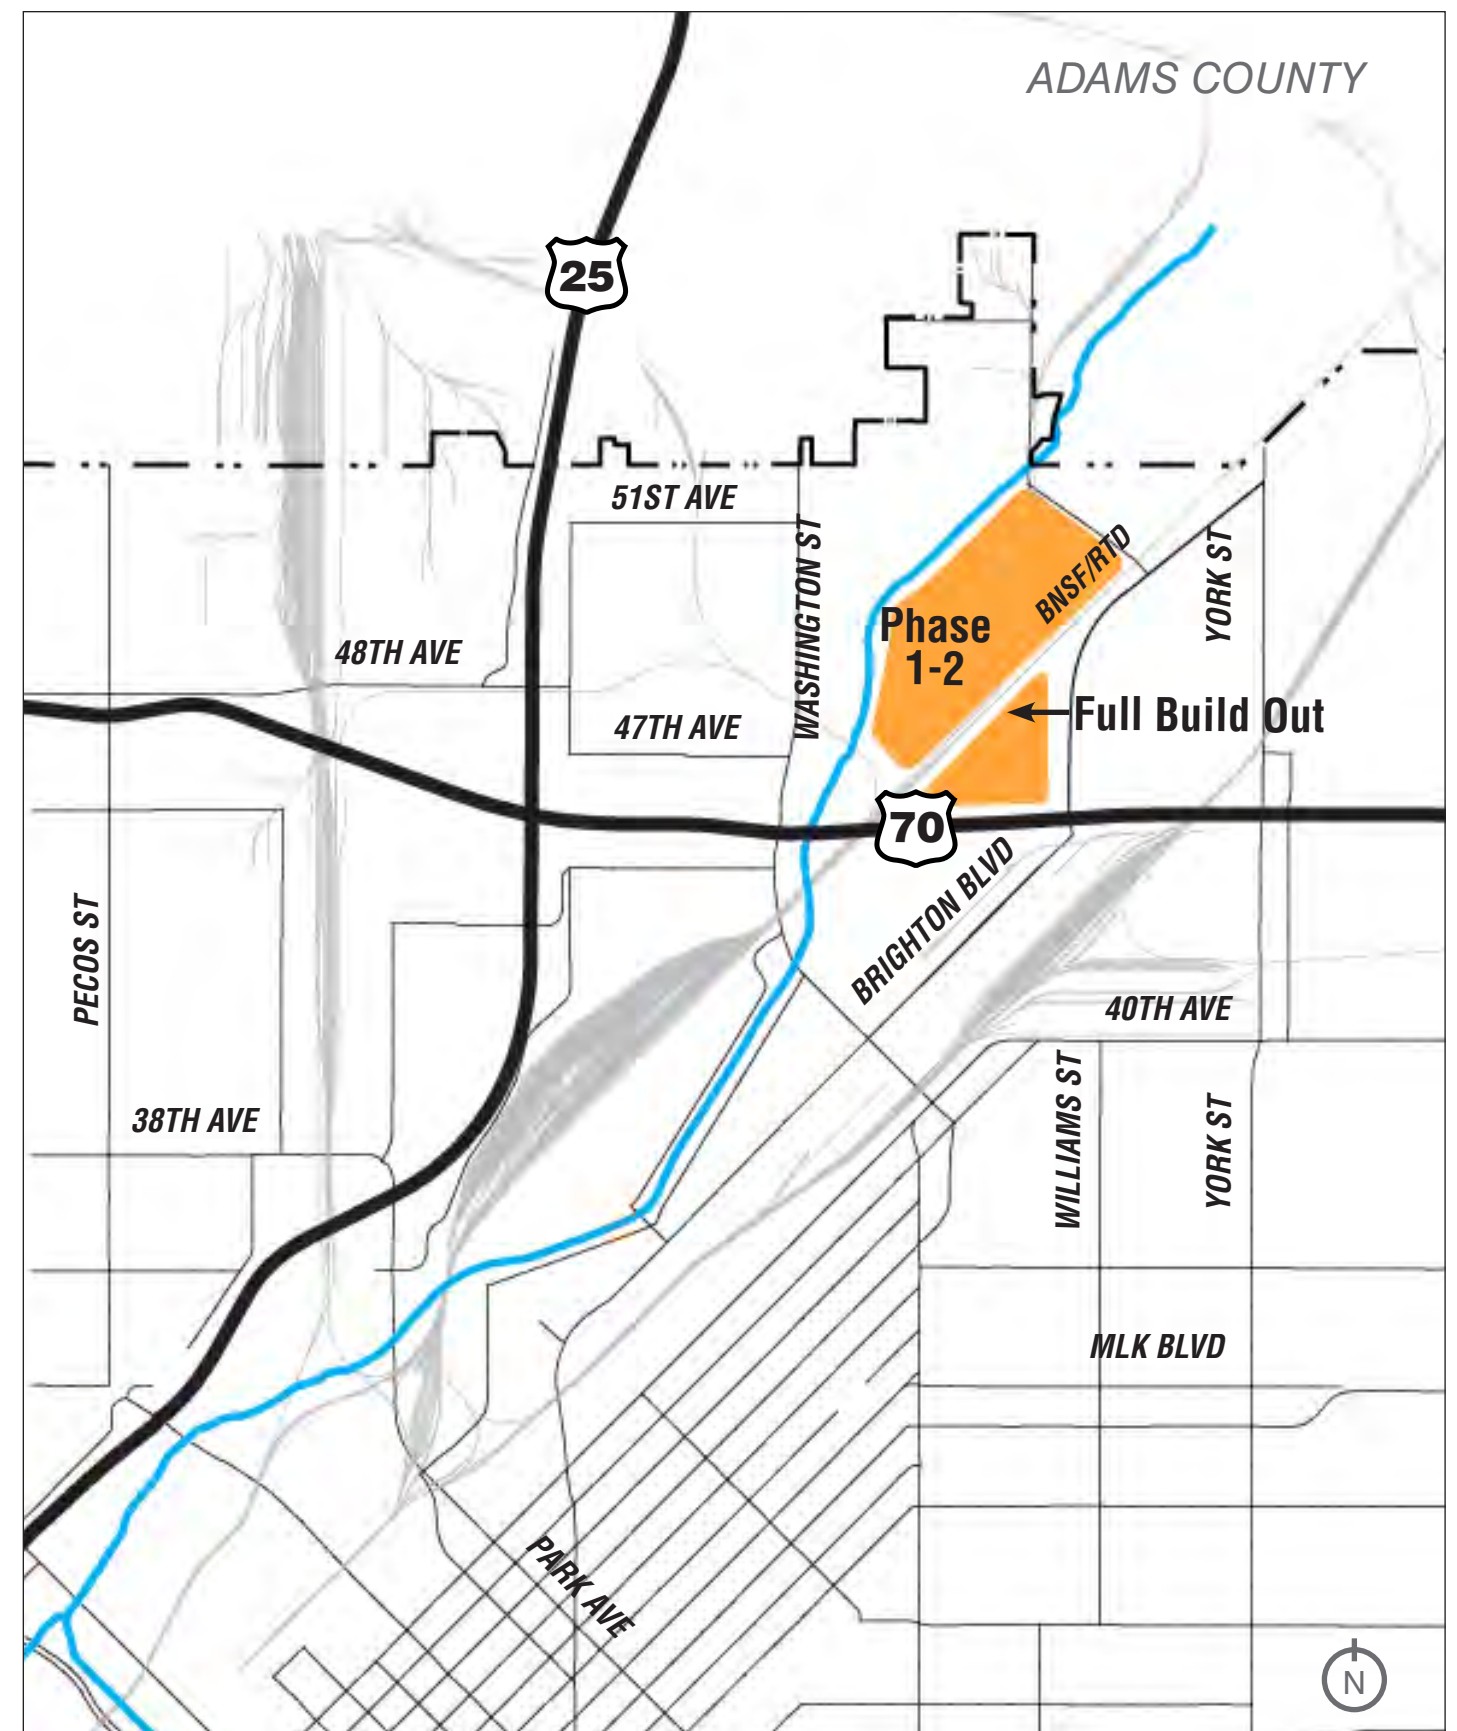 ADAMS COUNTY
25
51ST AVE
WASHINGTON ST
BNSF/RTD
YORK ST
Phase
1-2
48TH AVE
47TH AVE
Full Build Out
70
BRIGHTON BLVD
PECOS ST
40TH AVE
38TH AVE
WILLIAMS ST
YORK ST
MLK BLVD
PARK AVE
N